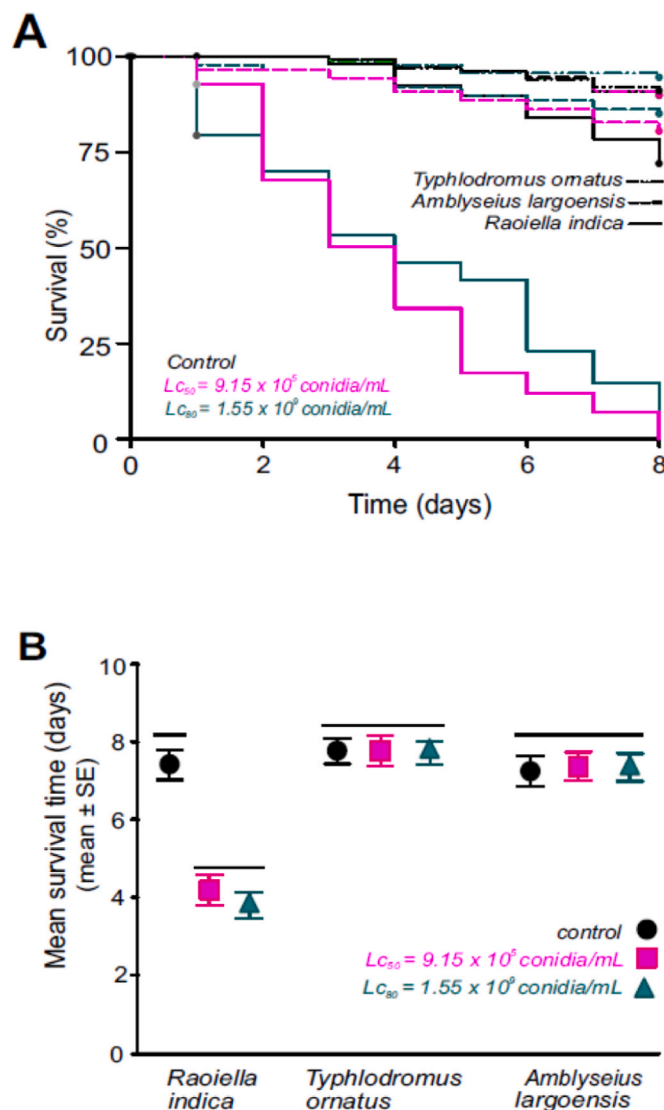 A
100
75
50
25
0
Survival (%)
Typhlodromus ornatus
Amblyseius largoensis
Raoiella indica
Control
Lc₅₀ = 9.15 x 10⁵ conidia/mL
Lc₈₀ = 1.55 x 10⁹ conidia/mL
0 2 4 6 8
Time (days)
B
10
8
6
4
2
0
Mean survival time (days)
(mean ± SE)
control
Lc₅₀ = 9.15 x 10⁵ conidia/mL
Lc₈₀ = 1.55 x 10⁹ conidia/mL
Raoiella Typhlodromus Amblyseius
indica ornatus largoensis